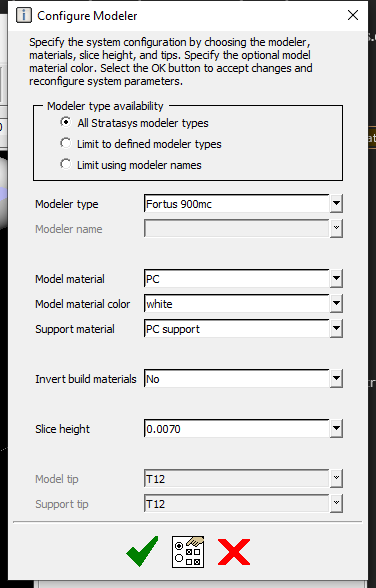 Configure Modeler
Specify the system configuration by choosing the modeler,
materials, slice height, and tips. Specify the optional model
material color. Select the OK button to accept changes and
reconfigure system parameters.
Modeler type availability
All Stratasys modeler types
Limit to defined modeler types
Limit using modeler names
Modeler type Fortus 900mc
Modeler name
Model material PC
Model material color white
Support material PC support
Invert build materials No
Slice height 0.0070
Model tip T12
Support tip T12